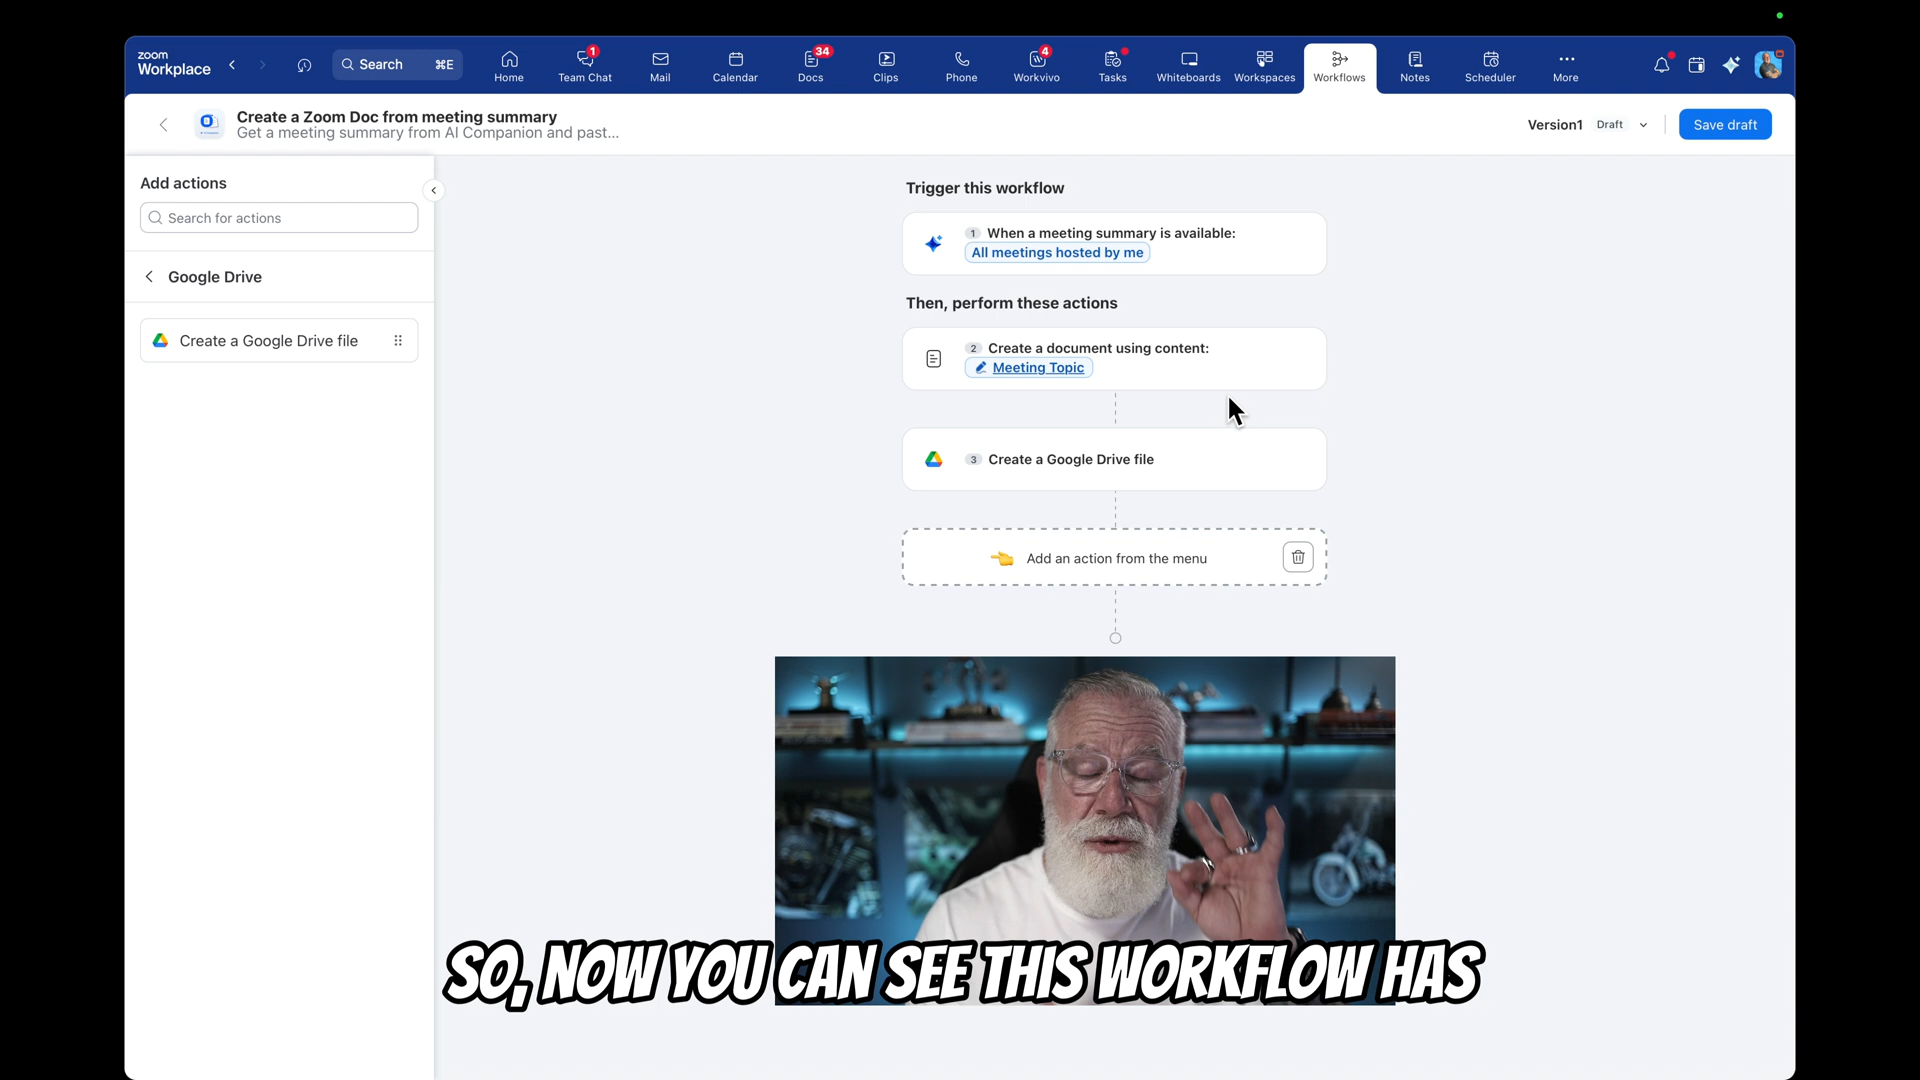 zoom
Workplace
Search ⌘E
Home
1
Team Chat
Mail
Calendar
34
Docs
Clips
Phone
4
Workvivo
Tasks
Whiteboards
Workspaces
Workflows
Notes
Scheduler
More
Create a Zoom Doc from meeting summary
Get a meeting summary from AI Companion and past...
Version1 Draft
Save draft
Add actions
Search for actions
Google Drive
Create a Google Drive file
Trigger this workflow
1 When a meeting summary is available:
All meetings hosted by me
Then, perform these actions
2 Create a document using content:
Meeting Topic
3 Create a Google Drive file
Add an action from the menu
SO, NOW YOU CAN SEE THIS WORKFLOW HAS